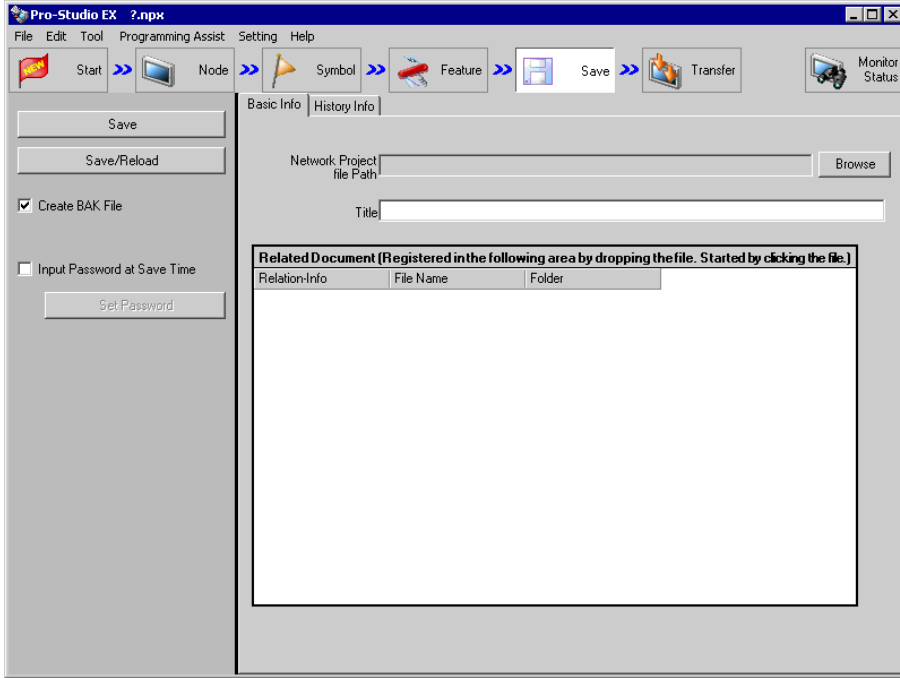 Pro-Studio EX ?.npx
File Edit Tool Programming Assist Setting Help
NEW Start Node Symbol Feature Save Transfer Monitor Status
Basic Info History Info
Save
Save/Reload
Create BAK File
Input Password at Save Time
Set Password
Network Project
file Path
Browse
Title
Related Document (Registered in the following area by dropping the file. Started by clicking the file.)
Relation-Info File Name Folder